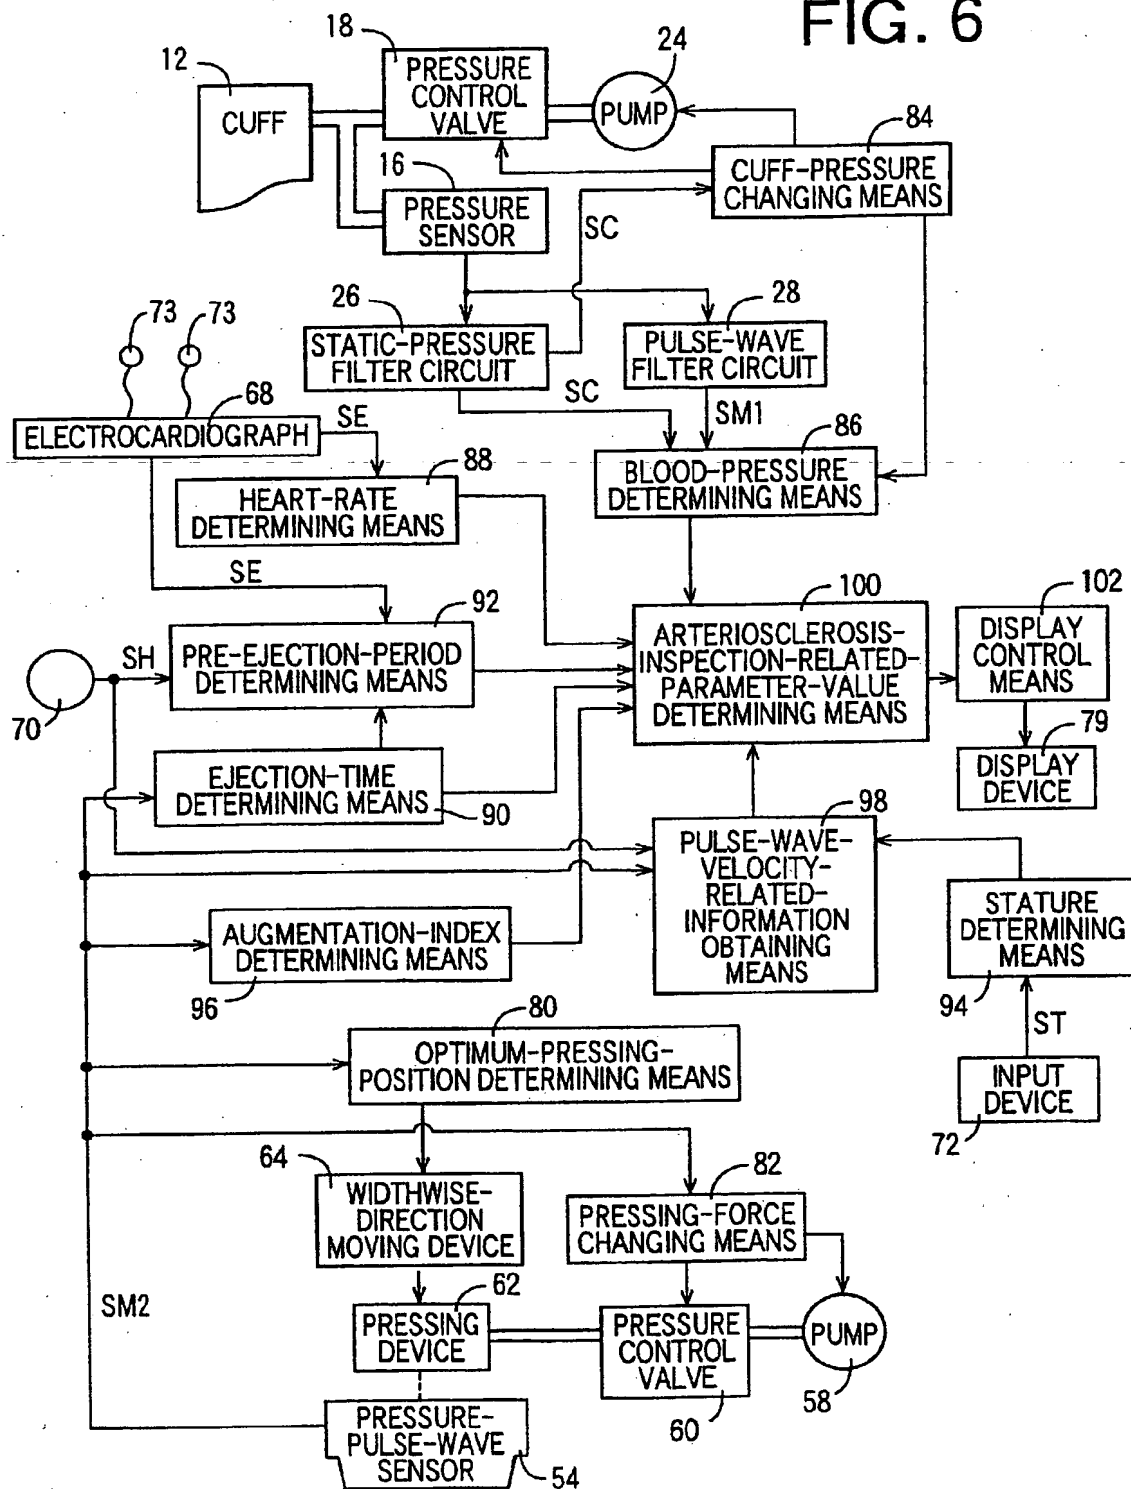 FIG. 6
18
12
24
PRESSURE
CONTROL
VALVE
PUMP
CUFF
84
16
CUFF-PRESSURE
CHANGING MEANS
PRESSURE
SENSOR
SC
26
28
73
73
STATIC-PRESSURE
FILTER CIRCUIT
PULSE-WAVE
FILTER CIRCUIT
SC
SM1
68
SE
ELECTROCARDIOGRAPH
86
88
BLOOD-PRESSURE
DETERMINING MEANS
HEART-RATE
DETERMINING MEANS
SE
92
100
102
ARTERIOSCLEROSIS-
INSPECTION-RELATED-
PARAMETER-VALUE
DETERMINING MEANS
DISPLAY
CONTROL
MEANS
SH
PRE-EJECTION-PERIOD
DETERMINING MEANS
70
79
DISPLAY
DEVICE
EJECTION-TIME
DETERMINING MEANS
90
98
PULSE-WAVE-
VELOCITY-
RELATED-
INFORMATION
OBTAINING
MEANS
STATURE
DETERMINING
MEANS
AUGMENTATION-INDEX
DETERMINING MEANS
96
94
80
ST
OPTIMUM-PRESSING-
POSITION DETERMINING MEANS
INPUT
DEVICE
72
64
82
WIDTHWISE-
DIRECTION
MOVING DEVICE
PRESSING-FORCE
CHANGING MEANS
62
SM2
PRESSING
DEVICE
PRESSURE
CONTROL
VALVE
PUMP
58
60
PRESSURE-
PULSE-WAVE
SENSOR
54